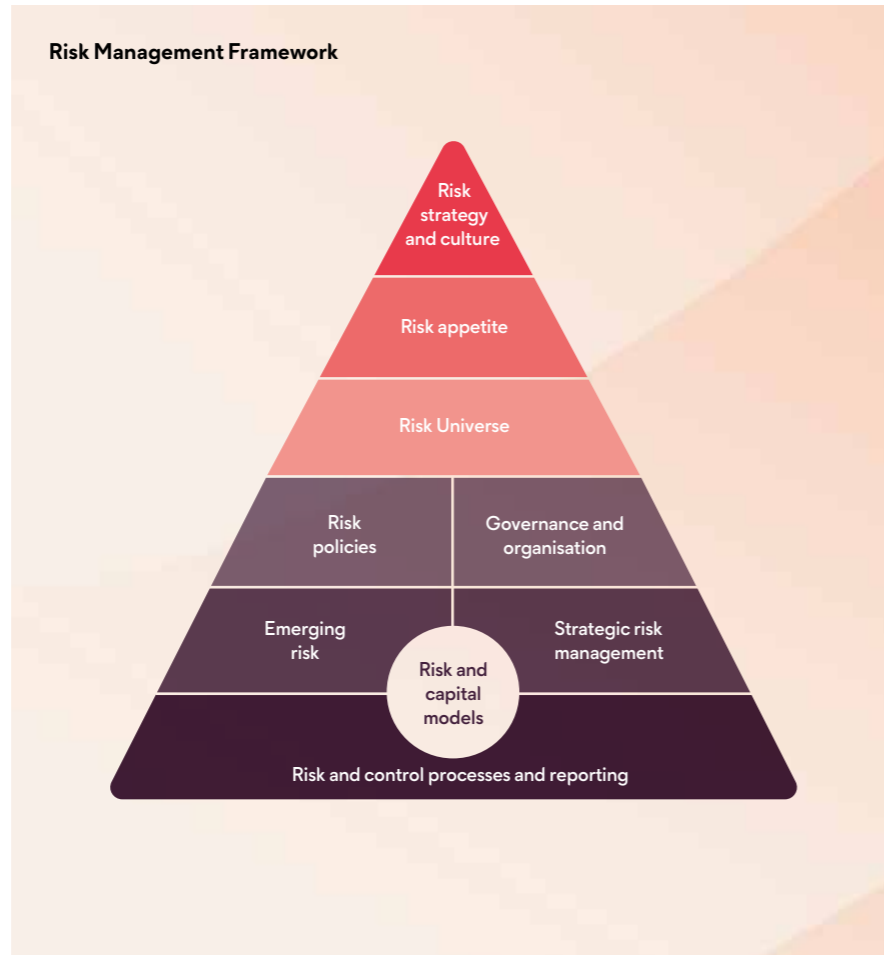 Risk Management Framework
Risk
strategy
and culture
Risk appetite
Risk Universe
Risk
policies
Governance and
organisation
Emerging
risk
Strategic risk
management
Risk and
capital
models
Risk and control processes and reporting